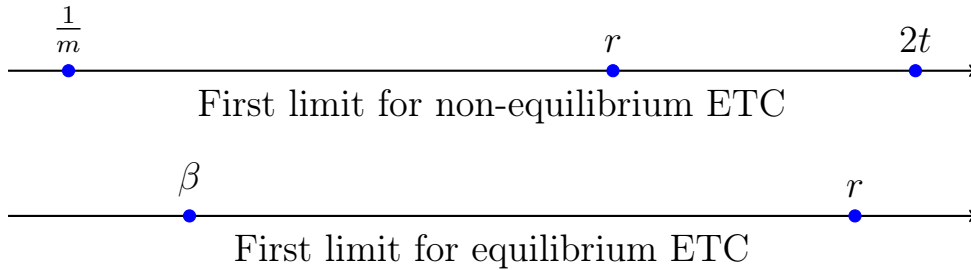 1/m r 2t
First limit for non-equilibrium ETC
β r
First limit for equilibrium ETC